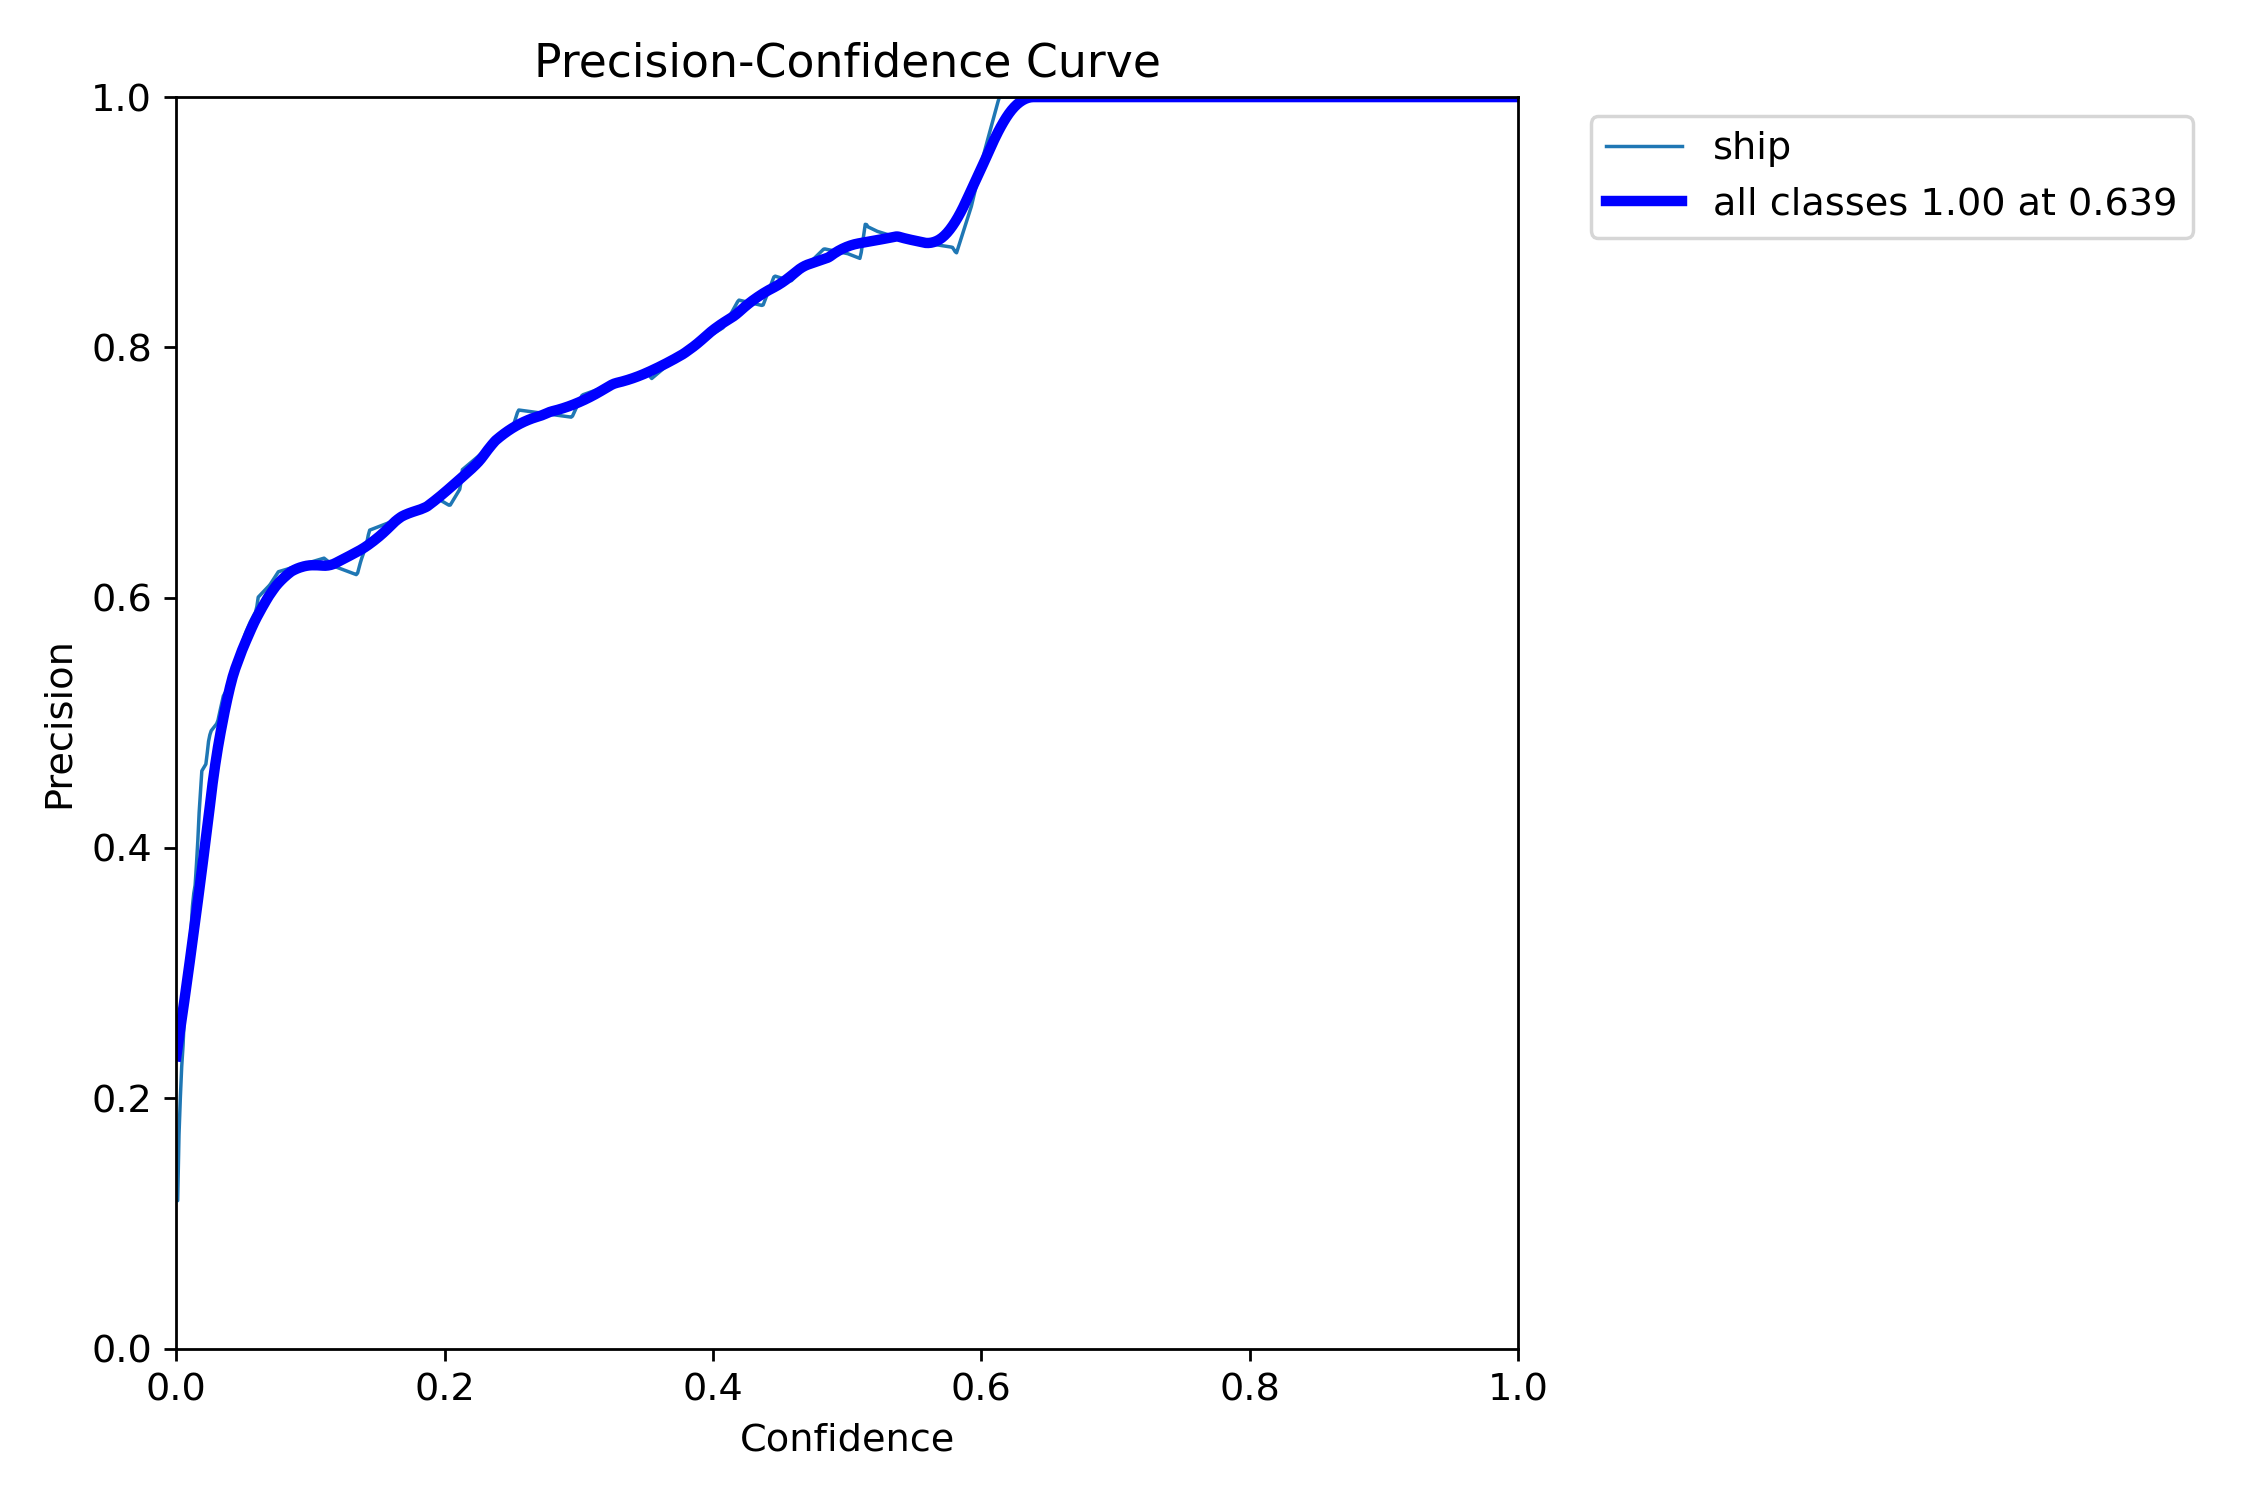 Precision-Confidence Curve
1.0
0.8
0.6
0.4
0.2
0.0
Precision
0.0 0.2 0.4 0.6 0.8 1.0
Confidence
ship
all classes 1.00 at 0.639